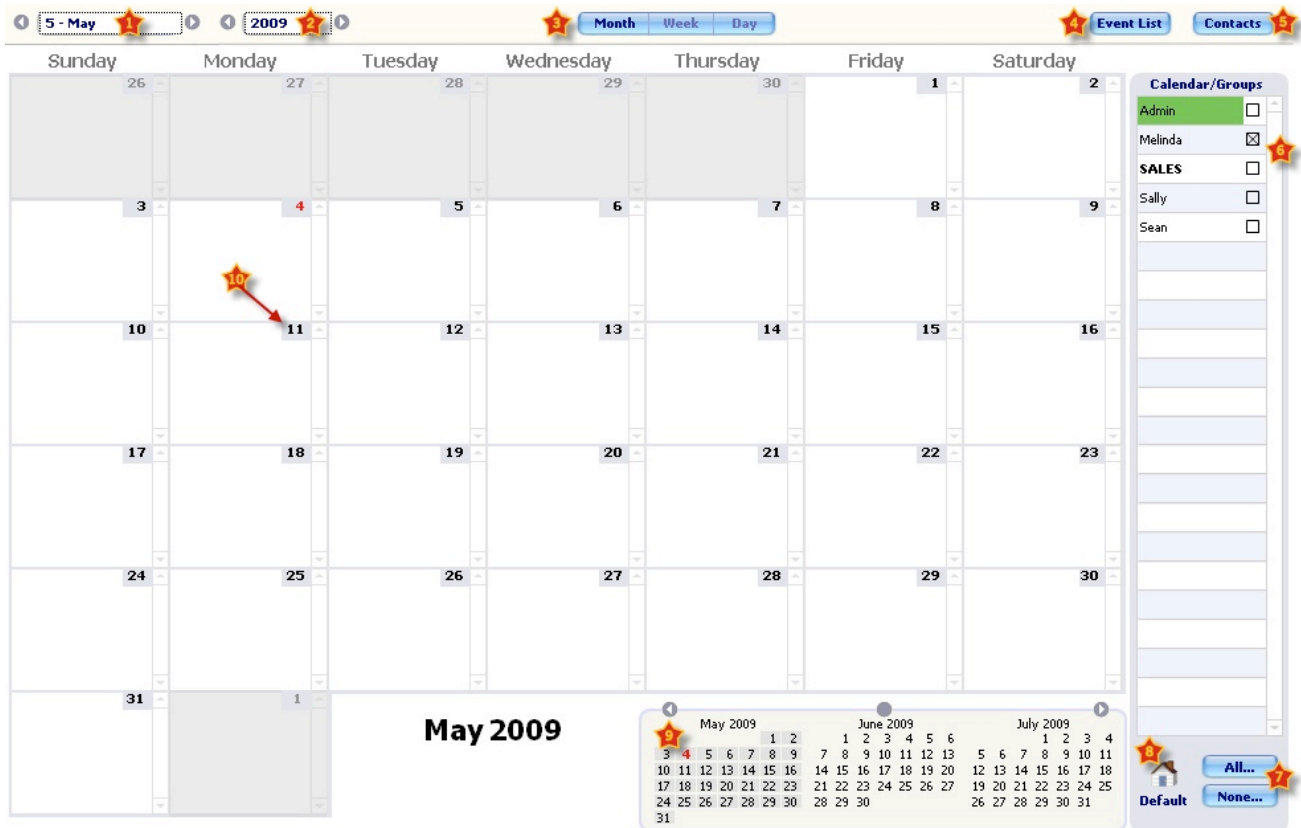 5 - May 1 2009 2 3 Month Week Day 4 Event List Contacts 5
Sunday Monday Tuesday Wednesday Thursday Friday Saturday
26 27 28 29 30 1 2
3 4 5 6 7 8 9
10
10 11 12 13 14 15 16
17 18 19 20 21 22 23
24 25 26 27 28 29 30
31 1
May 2009
Calendar/Groups
Admin
Melinda
6
SALES
Sally
Sean
9
May 2009
1 2
3 4 5 6 7 8 9
10 11 12 13 14 15 16
17 18 19 20 21 22 23
24 25 26 27 28 29 30
31
June 2009
1 2 3 4 5 6
7 8 9 10 11 12 13
14 15 16 17 18 19 20
21 22 23 24 25 26 27
28 29 30
July 2009
1 2 3 4
5 6 7 8 9 10 11
12 13 14 15 16 17 18
19 20 21 22 23 24 25
26 27 28 29 30 31
8
Default
All...
7
None...